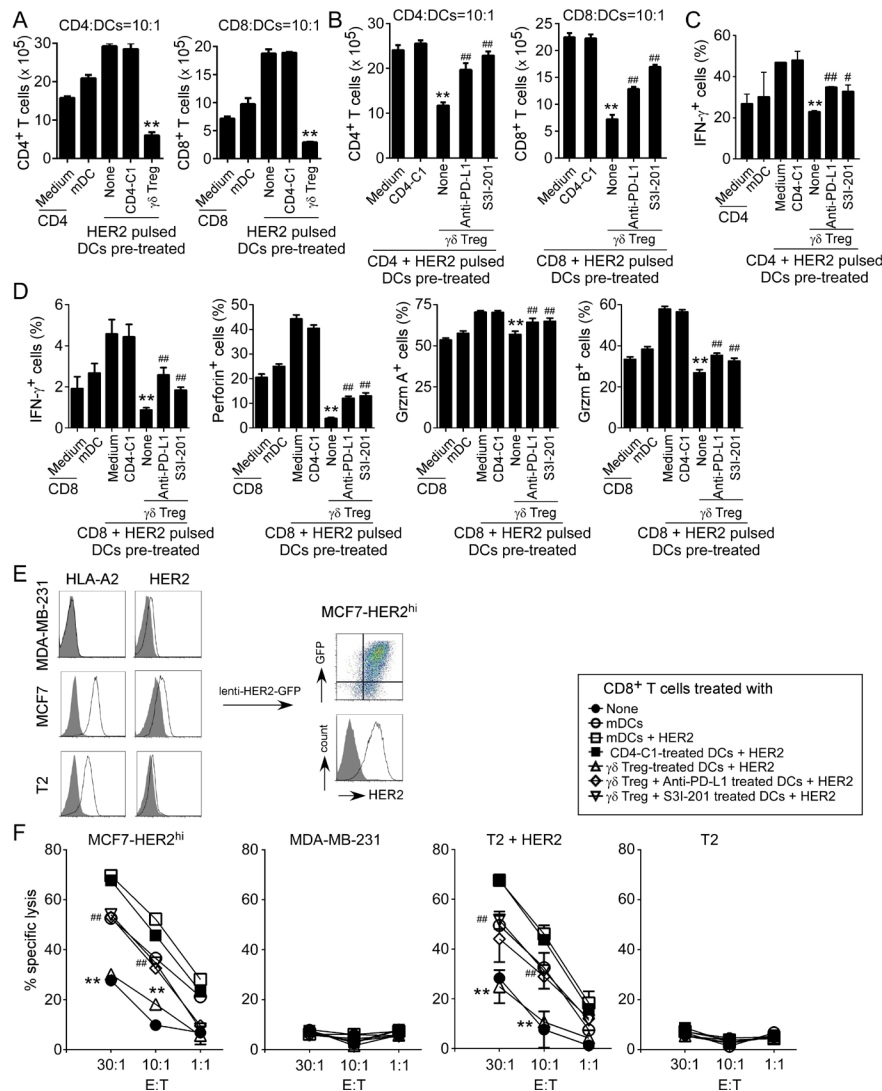 A
CD4:DCs=10:1
CD4⁺ T cells (x 10⁵)
30
20
10
0
**
Medium
mDC
None
CD4-C1
γδ Treg
CD4
HER2 pulsed
DCs pre-treated
CD8:DCs=10:1
CD8⁺ T cells (x 10⁵)
25
20
15
10
5
0
**
Medium
mDC
None
CD4-C1
γδ Treg
CD8
HER2 pulsed
DCs pre-treated
B
CD4:DCs=10:1
CD4⁺ T cells (x 10⁵)
30
20
10
0
**
##
##
Medium
CD4-C1
None
Anti-PD-L1
S3I-201
γδ Treg
CD4 + HER2 pulsed
DCs pre-treated
CD8:DCs=10:1
CD8⁺ T cells (x 10⁵)
25
20
15
10
5
0
**
##
##
Medium
CD4-C1
None
Anti-PD-L1
S3I-201
γδ Treg
CD8 + HER2 pulsed
DCs pre-treated
C
IFN-γ⁺ cells (%)
60
40
20
0
**
##
#
Medium
mDC
Medium
CD4-C1
None
Anti-PD-L1
S3I-201
CD4
γδ Treg
CD4 + HER2 pulsed
DCs pre-treated
D
IFN-γ⁺ cells (%)
6
4
2
0
**
##
##
Medium
mDC
Medium
CD4-C1
None
Anti-PD-L1
S3I-201
CD8
γδ Treg
CD8 + HER2 pulsed
DCs pre-treated
Perforin⁺ cells (%)
50
40
30
20
10
0
**
##
##
Medium
mDC
Medium
CD4-C1
None
Anti-PD-L1
S3I-201
CD8
γδ Treg
CD8 + HER2 pulsed
DCs pre-treated
Grzm A⁺ cells (%)
75
50
25
0
**
##
##
Medium
mDC
Medium
CD4-C1
None
Anti-PD-L1
S3I-201
CD8
γδ Treg
CD8 + HER2 pulsed
DCs pre-treated
Grzm B⁺ cells (%)
60
40
20
0
**
##
##
Medium
mDC
Medium
CD4-C1
None
Anti-PD-L1
S3I-201
CD8
γδ Treg
CD8 + HER2 pulsed
DCs pre-treated
E
HLA-A2
HER2
MDA-MB-231
MCF7
T2
lenti-HER2-GFP
MCF7-HER2ʰⁱ
GFP
count
HER2
CD8⁺ T cells treated with
None
mDCs
mDCs + HER2
CD4-C1-treated DCs + HER2
γδ Treg-treated DCs + HER2
γδ Treg + Anti-PD-L1 treated DCs + HER2
γδ Treg + S3I-201 treated DCs + HER2
F
MCF7-HER2ʰⁱ
% specific lysis
80
60
40
20
0
##
**
##
**
30:1
10:1
1:1
E:T
MDA-MB-231
80
60
40
20
0
30:1
10:1
1:1
E:T
T2 + HER2
80
60
40
20
0
##
**
##
**
30:1
10:1
1:1
E:T
T2
80
60
40
20
0
30:1
10:1
1:1
E:T